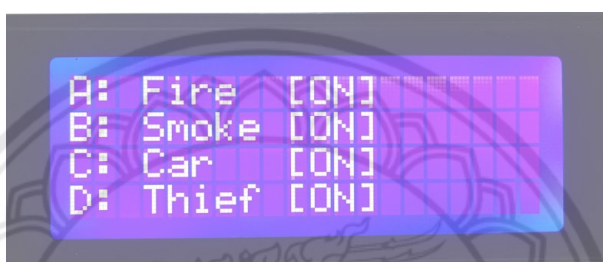 A: Fire [ON]
B: Smoke [ON]
C: Car [ON]
D: Thief [ON]